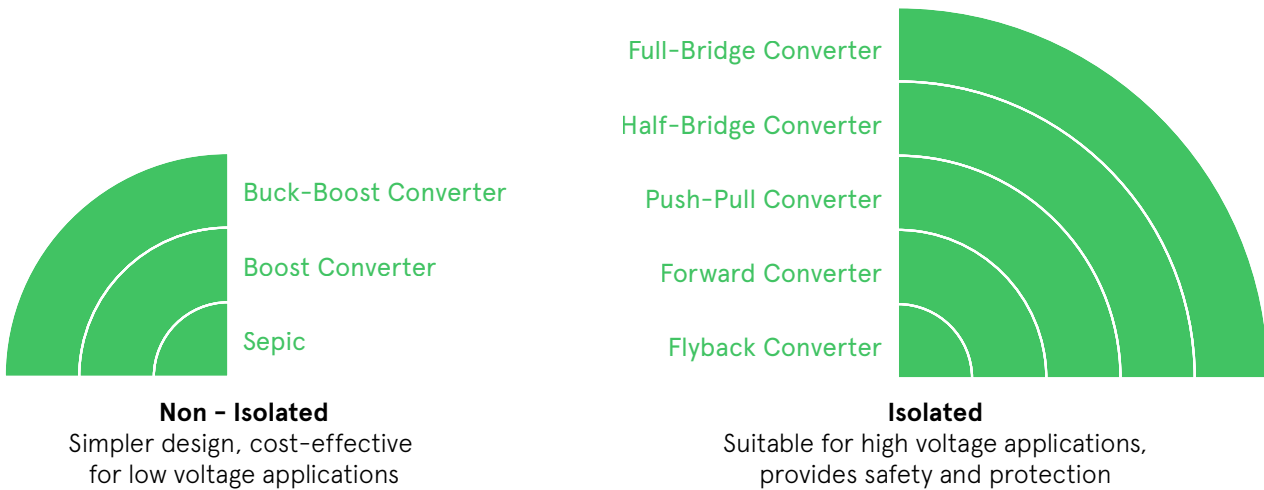 Buck-Boost Converter
Boost Converter
Sepic
Non - Isolated
Simpler design, cost-effective
for low voltage applications
Full-Bridge Converter
Half-Bridge Converter
Push-Pull Converter
Forward Converter
Flyback Converter
Isolated
Suitable for high voltage applications,
provides safety and protection